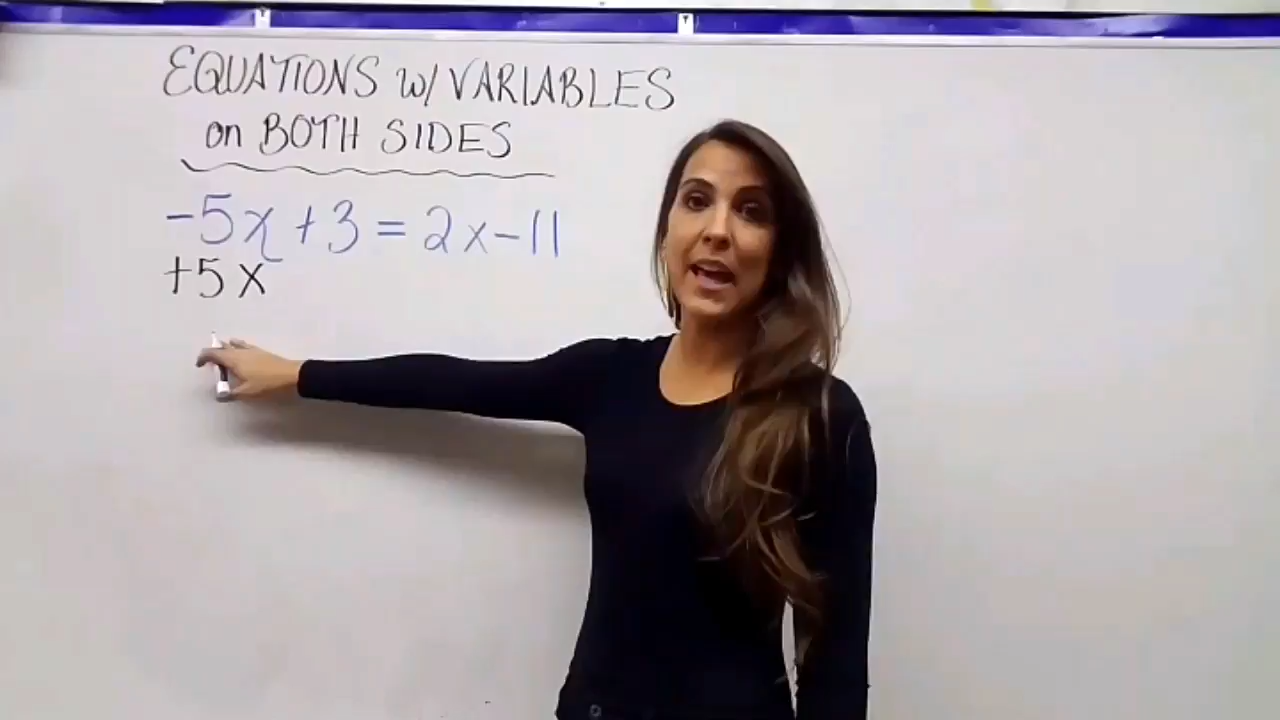 EQUATIONS w/ VARIABLES
on BOTH SIDES
-5x + 3 = 2x - 11
+5x